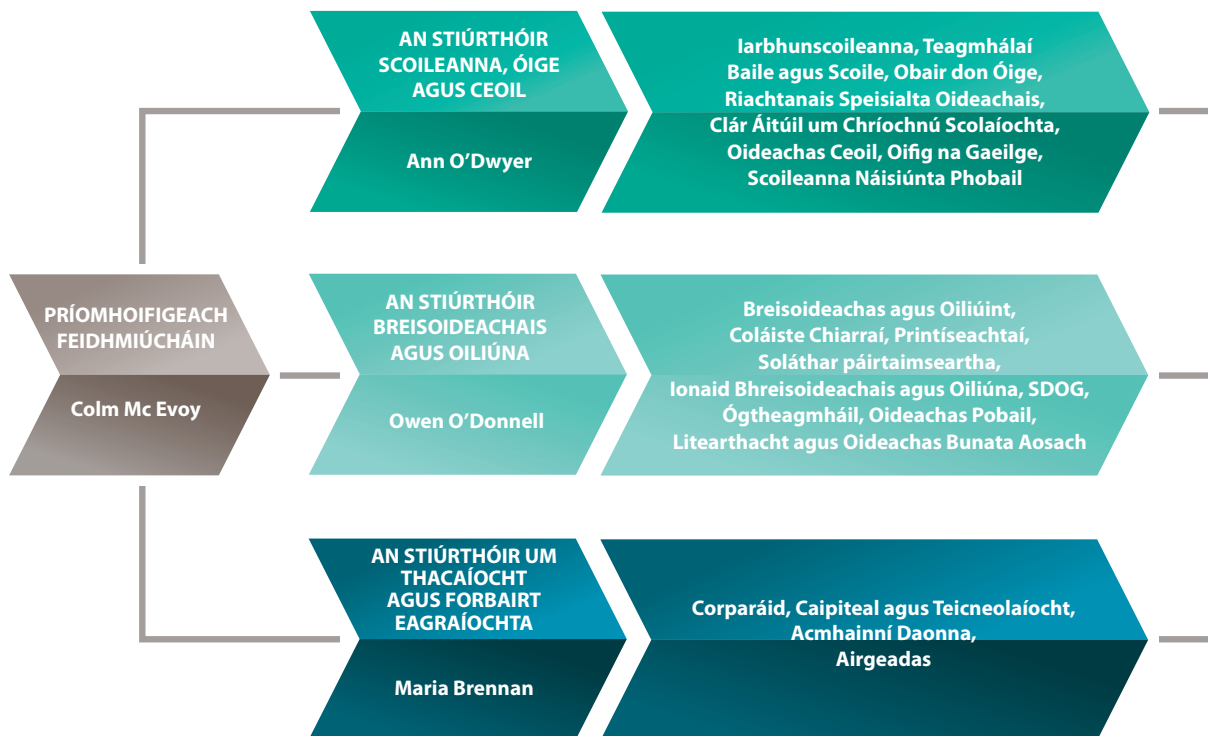 AN STIÚRTHÓIR
SCOILEANNA, ÓIGE
AGUS CEOIL
Ann O’Dwyer
Iarbhunscoileanna, Teagmhálaí
Baile agus Scoile, Obair don Óige,
Riachtanais Speisialta Oideachais,
Clár Áitúil um Chríochnú Scolaíochta,
Oideachas Ceoil, Oifig na Gaeilge,
Scoileanna Náisiúnta Phobail
PRÍOMHOIFIGEACH
FEIDHMIÚCHÁIN
Colm Mc Evoy
AN STIÚRTHÓIR
BREISOIDEACHAIS
AGUS OILIÚNA
Owen O’Donnell
Breisoideachas agus Oiliúint,
Coláiste Chiarraí, Printíseachtaí,
Soláthar páirtaimseartha,
Ionaid Bhreisoideachais agus Oiliúna, SDOG,
Ógtheagmháil, Oideachas Pobail,
Litearthacht agus Oideachas Bunata Aosach
AN STIÚRTHÓIR UM
THACAÍOCHT
AGUS FORBAIRT
EAGRAÍOCHTA
Maria Brennan
Corparáid, Caipiteal agus Teicneolaíocht,
Acmhainní Daonna,
Airgeadas